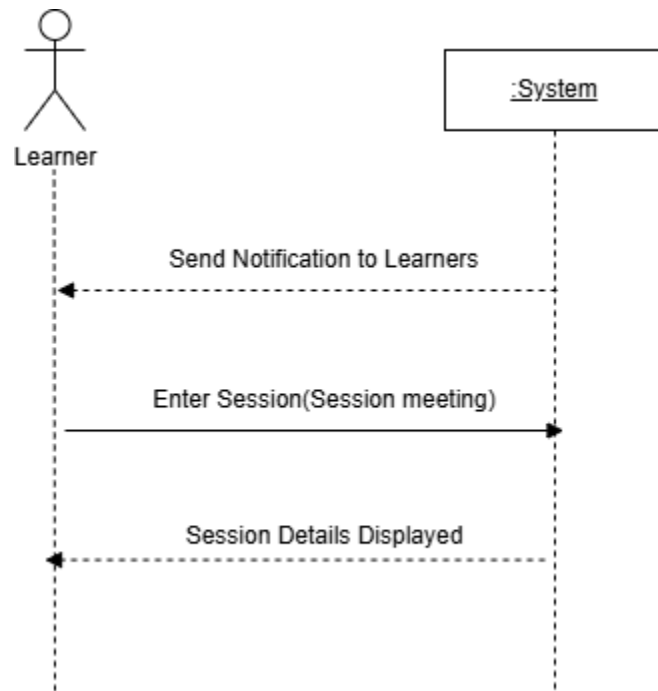 :System
Learner
Send Notification to Learners
Enter Session(Session meeting)
Session Details Displayed